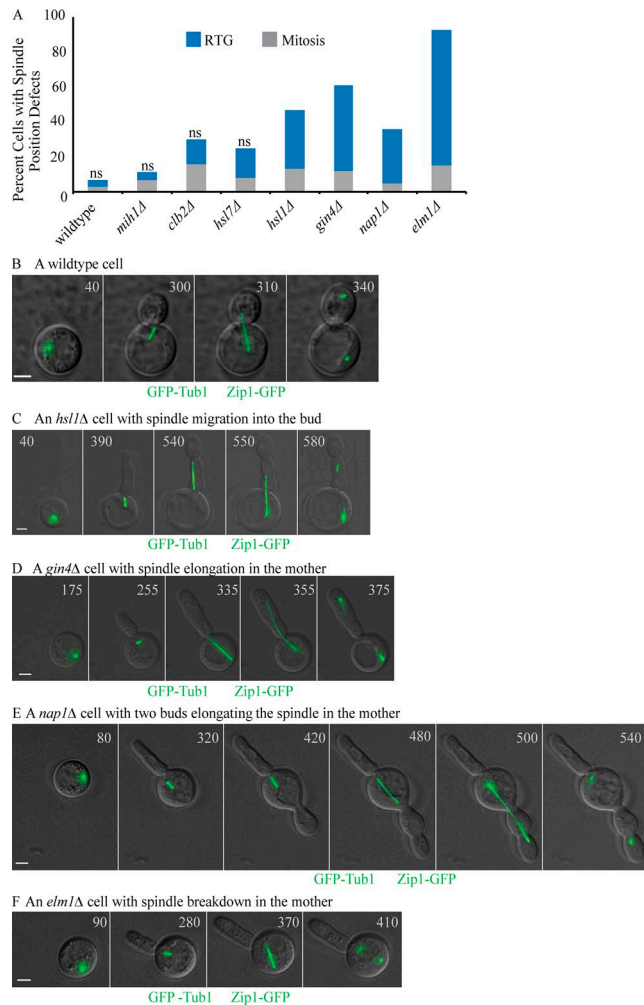 A
Percent Cells with Spindle
Position Defects
100
80
60
40
20
0
RTG
Mitosis
ns
ns
ns
ns
wildtype
mih1Δ
clb2Δ
hsl7Δ
hsl1Δ
gin4Δ
nap1Δ
elm1Δ
B A wildtype cell
40
300
310
340
GFP-Tub1 Zip1-GFP
C An hsl1Δ cell with spindle migration into the bud
40
390
540
550
580
GFP-Tub1 Zip1-GFP
D A gin4Δ cell with spindle elongation in the mother
175
255
335
355
375
GFP-Tub1 Zip1-GFP
E A nap1Δ cell with two buds elongating the spindle in the mother
80
320
420
480
500
540
GFP-Tub1 Zip1-GFP
F An elm1Δ cell with spindle breakdown in the mother
90
280
370
410
GFP -Tub1 Zip1-GFP